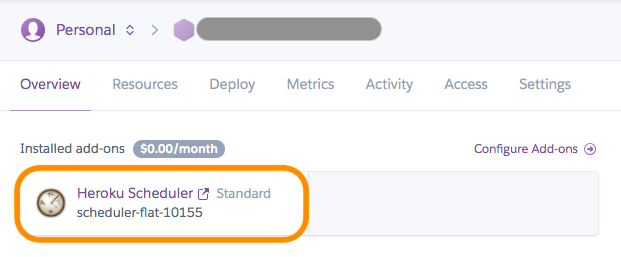 Personal
Overview Resources Deploy Metrics Activity Access Settings
Installed add-ons $0.00/month Configure Add-ons
Heroku Scheduler Standard
scheduler-flat-10155